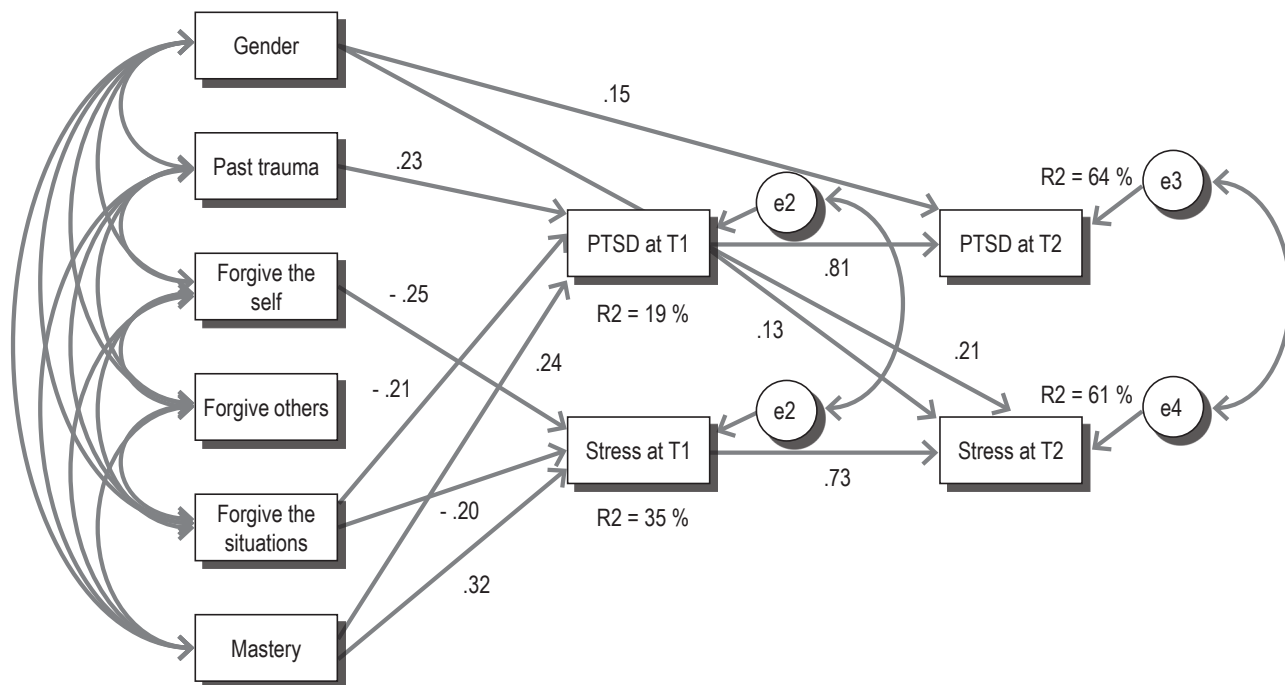 Gender
.15
Past trauma
.23
R2 = 64 %
e3
e2
PTSD at T1
PTSD at T2
.81
Forgive the
self
- .25
R2 = 19 %
.13
.21
.24
- .21
Forgive others
R2 = 61 %
e4
e2
Stress at T1
Stress at T2
.73
Forgive the
situations
- .20
R2 = 35 %
.32
Mastery